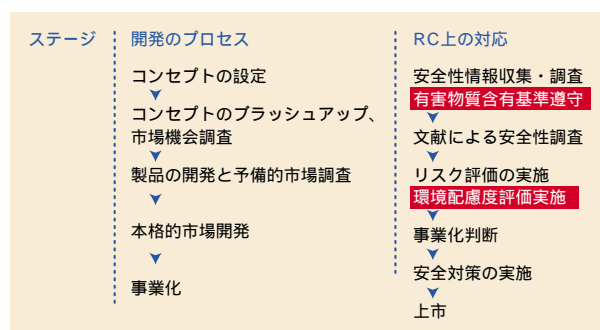 ステージ
開発のプロセス
コンセプトの設定
コンセプトのブラッシュアップ、
市場機会調査
製品の開発と予備的市場調査
本格的市場開発
事業化
RC上の対応
安全性情報収集・調査
有害物質含有基準遵守
文献による安全性調査
リスク評価の実施
環境配慮度評価実施
事業化判断
安全対策の実施
上市